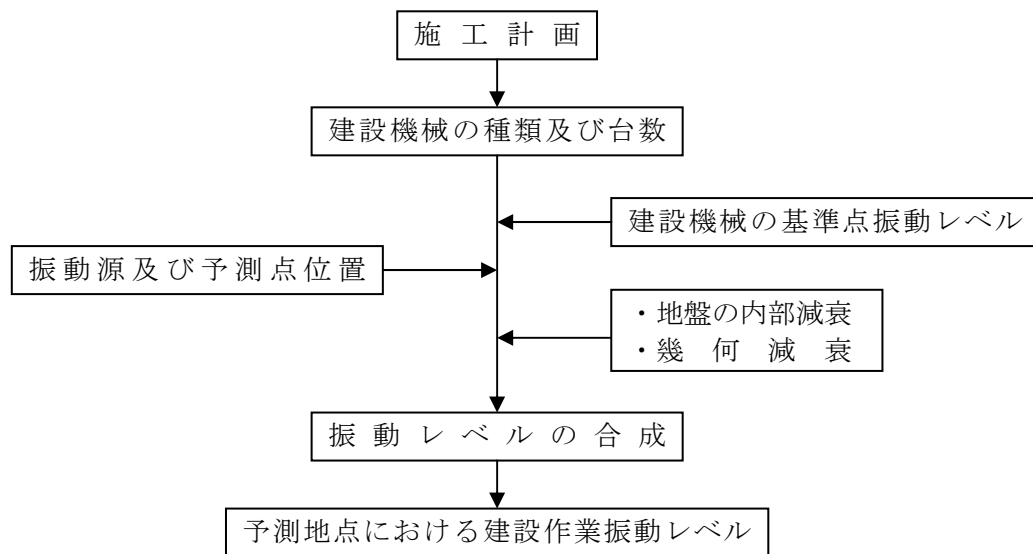 施工計画
建設機械の種類及び台数
建設機械の基準点振動レベル
振動源及び予測点位置
・地盤の内部減衰
・幾何減衰
振動レベルの合成
予測地点における建設作業振動レベル